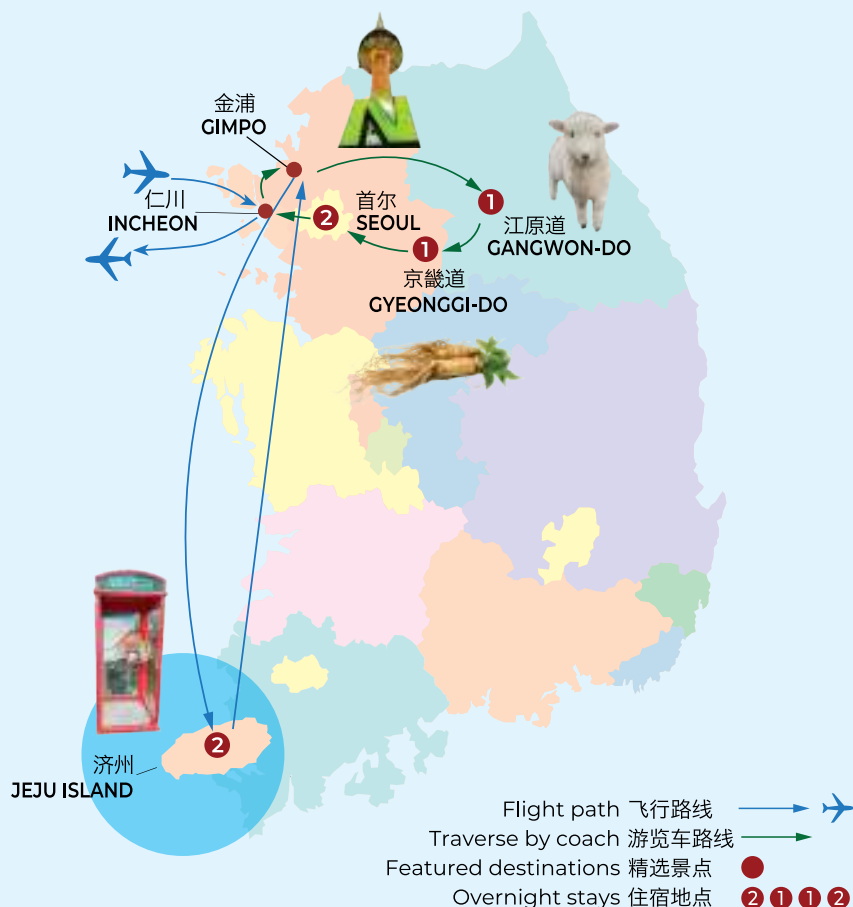 金浦
GIMPO
N
仁川
INCHEON
2
首尔
SEOUL
1
江原道
GANGWON-DO
1
京畿道
GYEONGGI-DO
2
济州
JEJU ISLAND
Flight path 飞行路线
Traverse by coach 游览车路线
Featured destinations 精选景点
Overnight stays 住宿地点 2 1 1 2